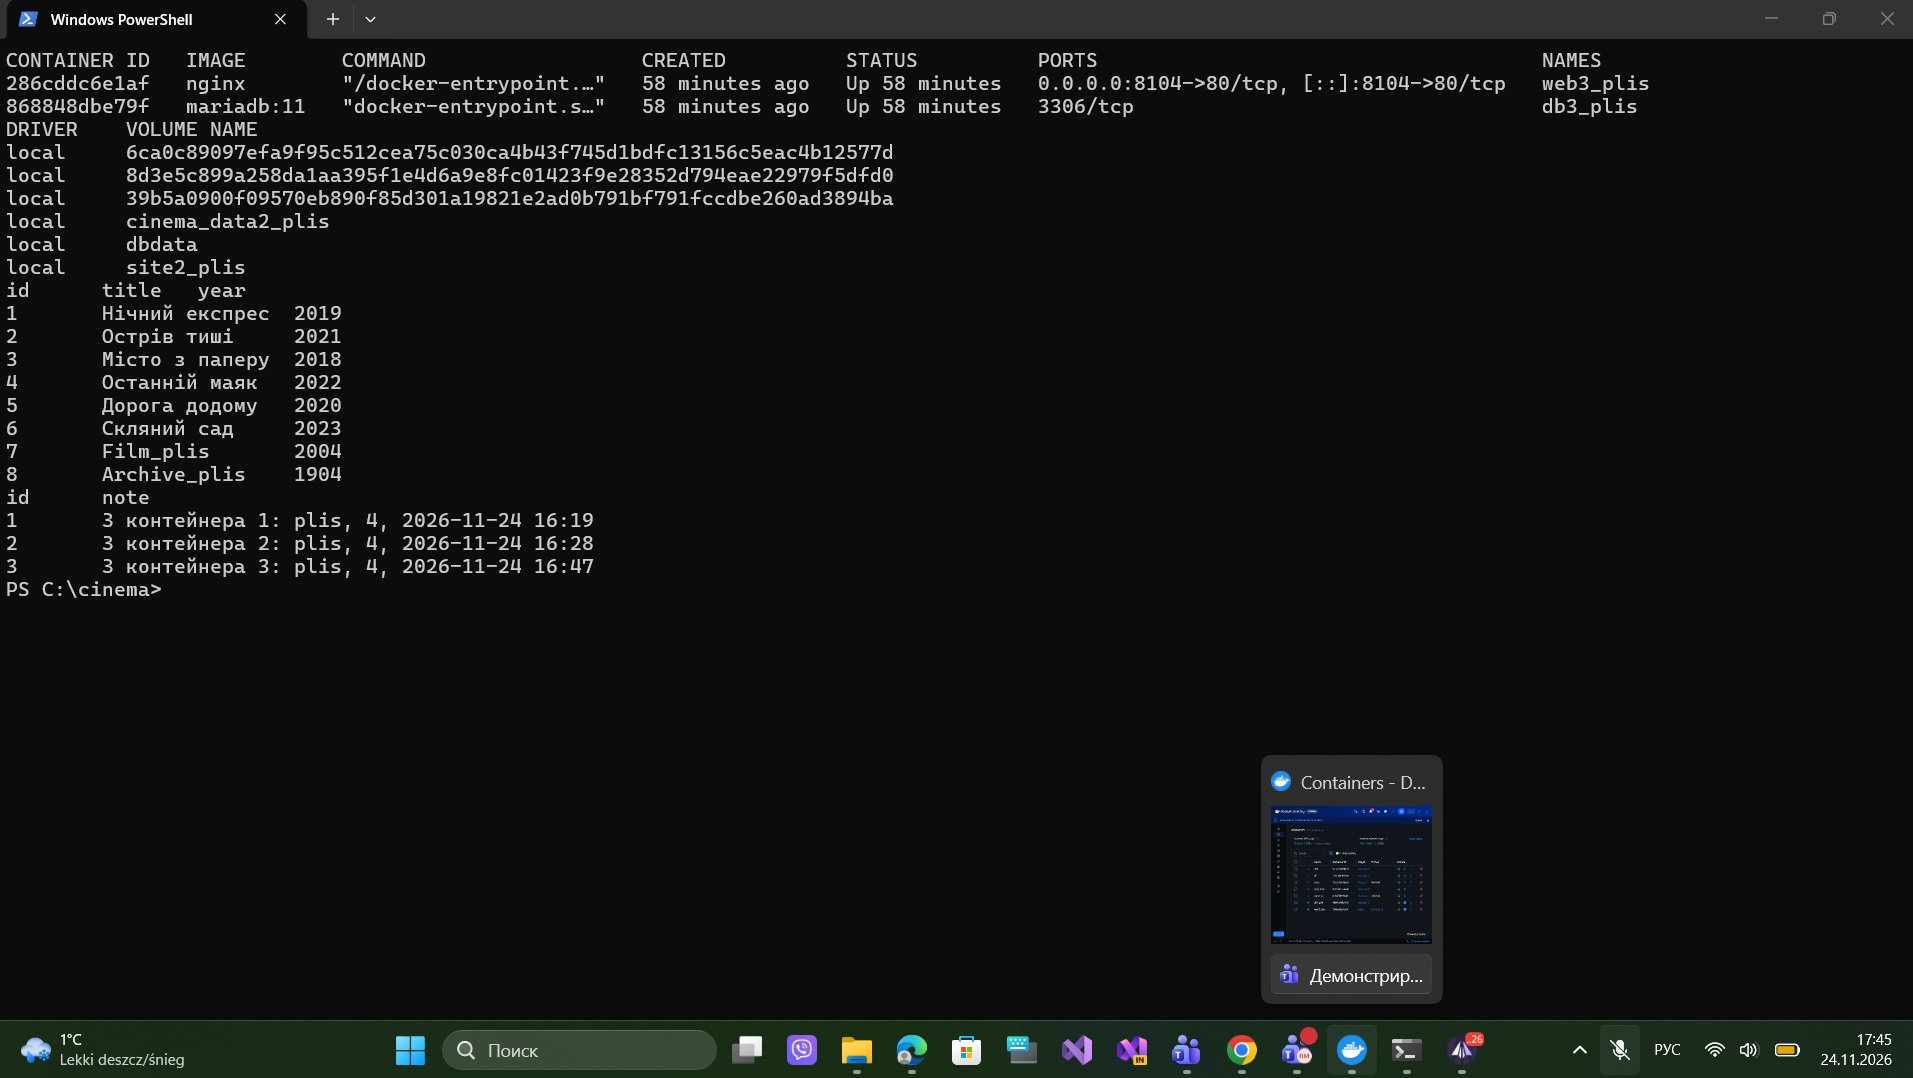 Windows PowerShell
CONTAINER ID   IMAGE        COMMAND                  CREATED          STATUS          PORTS                                     NAMES
286cddc6e1af   nginx        "/docker-entrypoint.…"   58 minutes ago   Up 58 minutes   0.0.0.0:8104->80/tcp, [::]:8104->80/tcp   web3_plis
868848dbe79f   mariadb:11   "docker-entrypoint.s…"   58 minutes ago   Up 58 minutes   3306/tcp                                  db3_plis
DRIVER    VOLUME NAME
local     6ca0c89097efa9f95c512cea75c030ca4b43f745d1bdfc13156c5eac4b12577d
local     8d3e5c899a258da1aa395f1e4d6a9e8fc01423f9e28352d794eae22979f5dfd0
local     39b5a0900f09570eb890f85d301a19821e2ad0b791bf791fccdbe260ad3894ba
local     cinema_data2_plis
local     dbdata
local     site2_plis
id      title   year
1       Нічний експрес  2019
2       Острів тиші     2021
3       Місто з паперу  2018
4       Останній маяк   2022
5       Дорога додому   2020
6       Скляний сад     2023
7       Film_plis       2004
8       Archive_plis    1904
id      note
1       З контейнера 1: plis, 4, 2026-11-24 16:19
2       З контейнера 2: plis, 4, 2026-11-24 16:28
3       З контейнера 3: plis, 4, 2026-11-24 16:47
PS C:\cinema>
Containers - D...
Демонстрир...
1°C
Lekki deszcz/śnieg
Поиск
IN
ЛМ
..26
РУС
17:45
24.11.2026